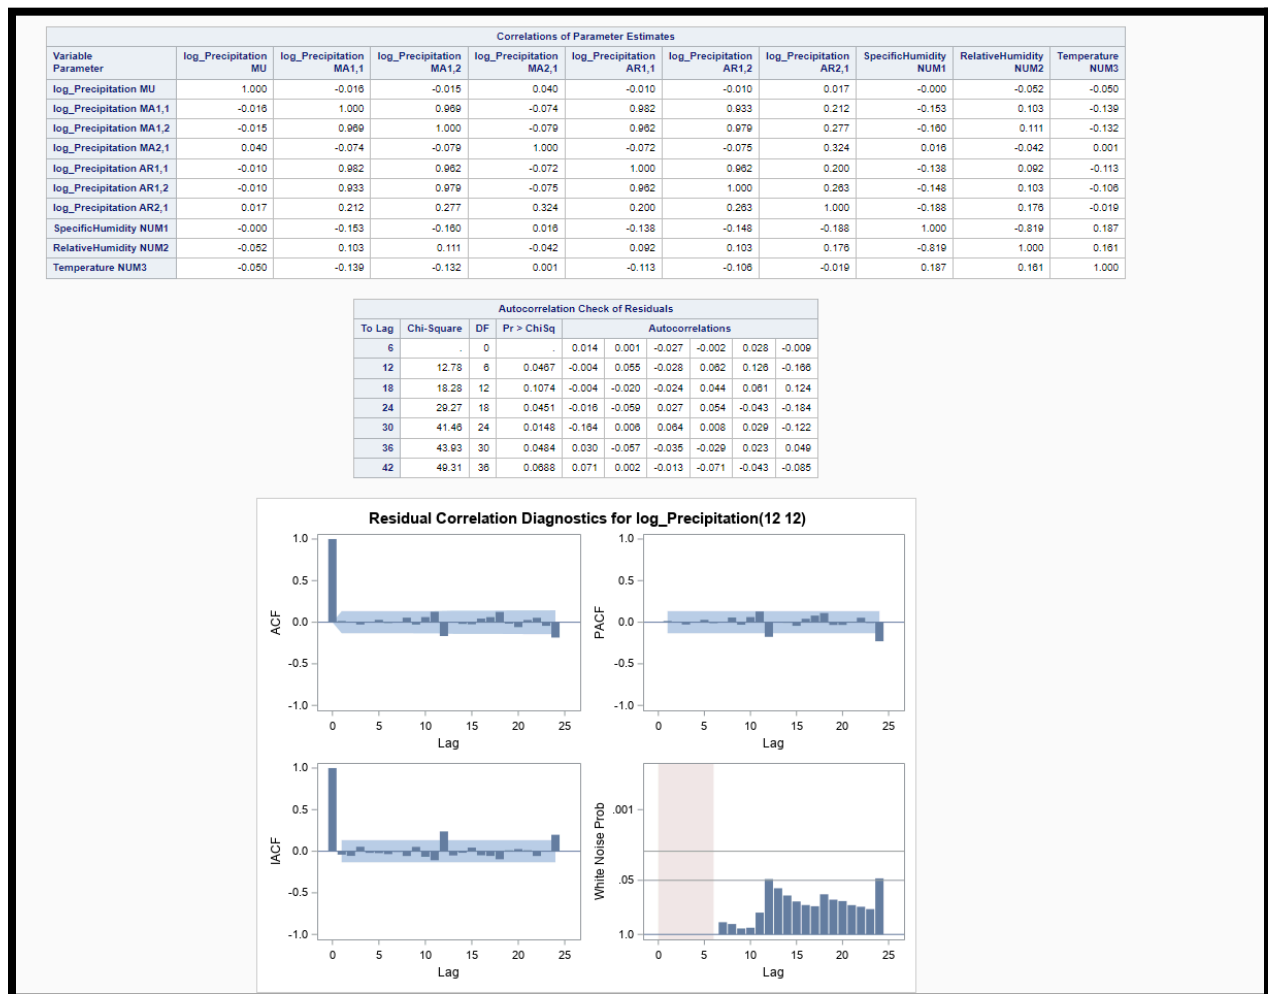 Correlations of Parameter Estimates
Variable Parameter log_Precipitation MU log_Precipitation MA1,1 log_Precipitation MA1,2 log_Precipitation MA2,1 log_Precipitation AR1,1 log_Precipitation AR1,2 log_Precipitation AR2,1 SpecificHumidity NUM1 RelativeHumidity NUM2 Temperature NUM3
log_Precipitation MU 1.000 -0.016 -0.015 0.040 -0.010 -0.010 0.017 -0.000 -0.052 -0.050
log_Precipitation MA1,1 -0.016 1.000 0.969 -0.074 0.982 0.933 0.212 -0.153 0.103 -0.139
log_Precipitation MA1,2 -0.015 0.969 1.000 -0.079 0.962 0.979 0.277 -0.160 0.111 -0.132
log_Precipitation MA2,1 0.040 -0.074 -0.079 1.000 -0.072 -0.075 0.324 0.016 -0.042 0.001
log_Precipitation AR1,1 -0.010 0.982 0.962 -0.072 1.000 0.962 0.200 -0.138 0.092 -0.113
log_Precipitation AR1,2 -0.010 0.933 0.979 -0.075 0.962 1.000 0.263 -0.148 0.103 -0.106
log_Precipitation AR2,1 0.017 0.212 0.277 0.324 0.200 0.263 1.000 -0.188 0.176 -0.019
SpecificHumidity NUM1 -0.000 -0.153 -0.160 0.016 -0.138 -0.148 -0.188 1.000 -0.819 0.187
RelativeHumidity NUM2 -0.052 0.103 0.111 -0.042 0.092 0.103 0.176 -0.819 1.000 0.161
Temperature NUM3 -0.050 -0.139 -0.132 0.001 -0.113 -0.106 -0.019 0.187 0.161 1.000
Autocorrelation Check of Residuals
To Lag Chi-Square DF Pr > ChiSq Autocorrelations
6 . 0 . 0.014 0.001 -0.027 -0.002 0.028 -0.009
12 12.78 6 0.0467 -0.004 0.055 -0.028 0.062 0.126 -0.166
18 18.28 12 0.1074 -0.004 -0.020 -0.024 0.044 0.061 0.124
24 29.27 18 0.0451 -0.016 -0.059 0.027 0.054 -0.043 -0.184
30 41.46 24 0.0148 -0.164 0.006 0.064 0.008 0.029 -0.122
36 43.93 30 0.0484 0.030 -0.057 -0.035 -0.029 0.023 0.049
42 49.31 36 0.0688 0.071 0.002 -0.013 -0.071 -0.043 -0.085
Residual Correlation Diagnostics for log_Precipitation(12 12)
ACF
1.0
0.5
0.0
-0.5
-1.0
0 5 10 15 20 25
Lag
PACF
1.0
0.5
0.0
-0.5
-1.0
0 5 10 15 20 25
Lag
IACF
1.0
0.5
0.0
-0.5
-1.0
0 5 10 15 20 25
Lag
White Noise Prob
.001
.05
1.0
0 5 10 15 20 25
Lag